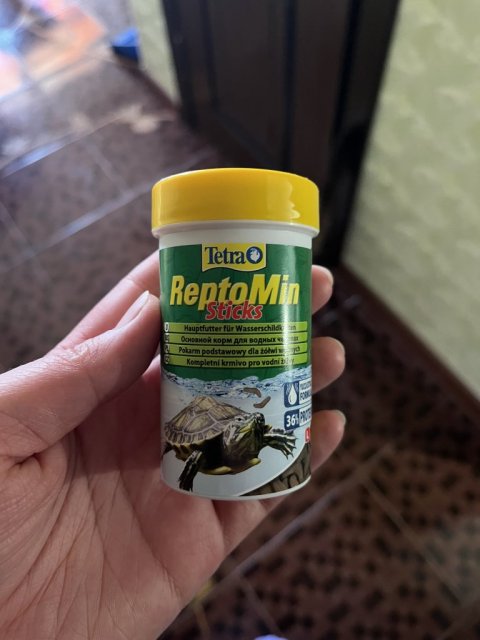 Tetra
ReptoMin
Sticks
Hauptfutter für Wasserschildkröten
Основной корм для водных черепах
Pokarm podstawowy dla żółwi wodnych
Kompletní krmivo pro vodní želvy
36%